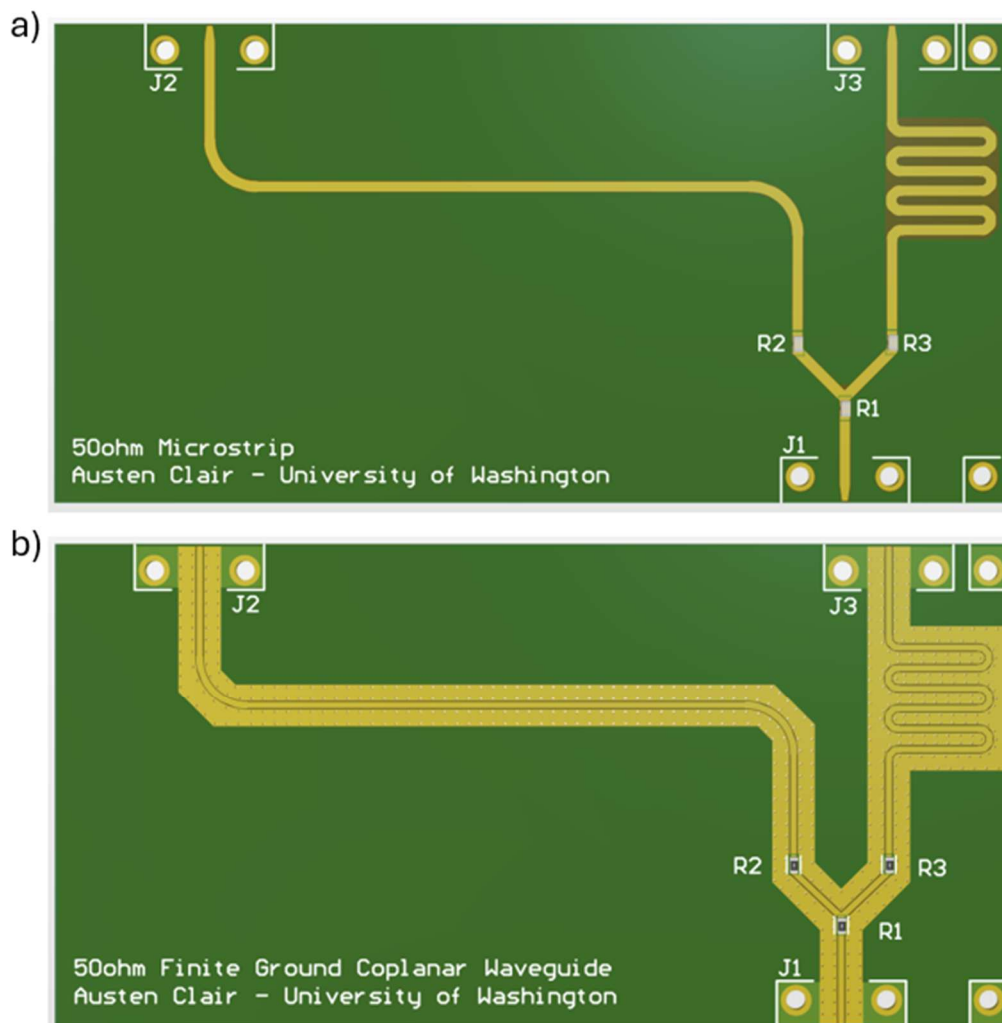 a)
J2
J3
R2
R3
R1
J1
50ohm Microstrip
Austen Clair - University of Washington
b)
J2
J3
R2
R3
R1
J1
50ohm Finite Ground Coplanar Waveguide
Austen Clair - University of Washington